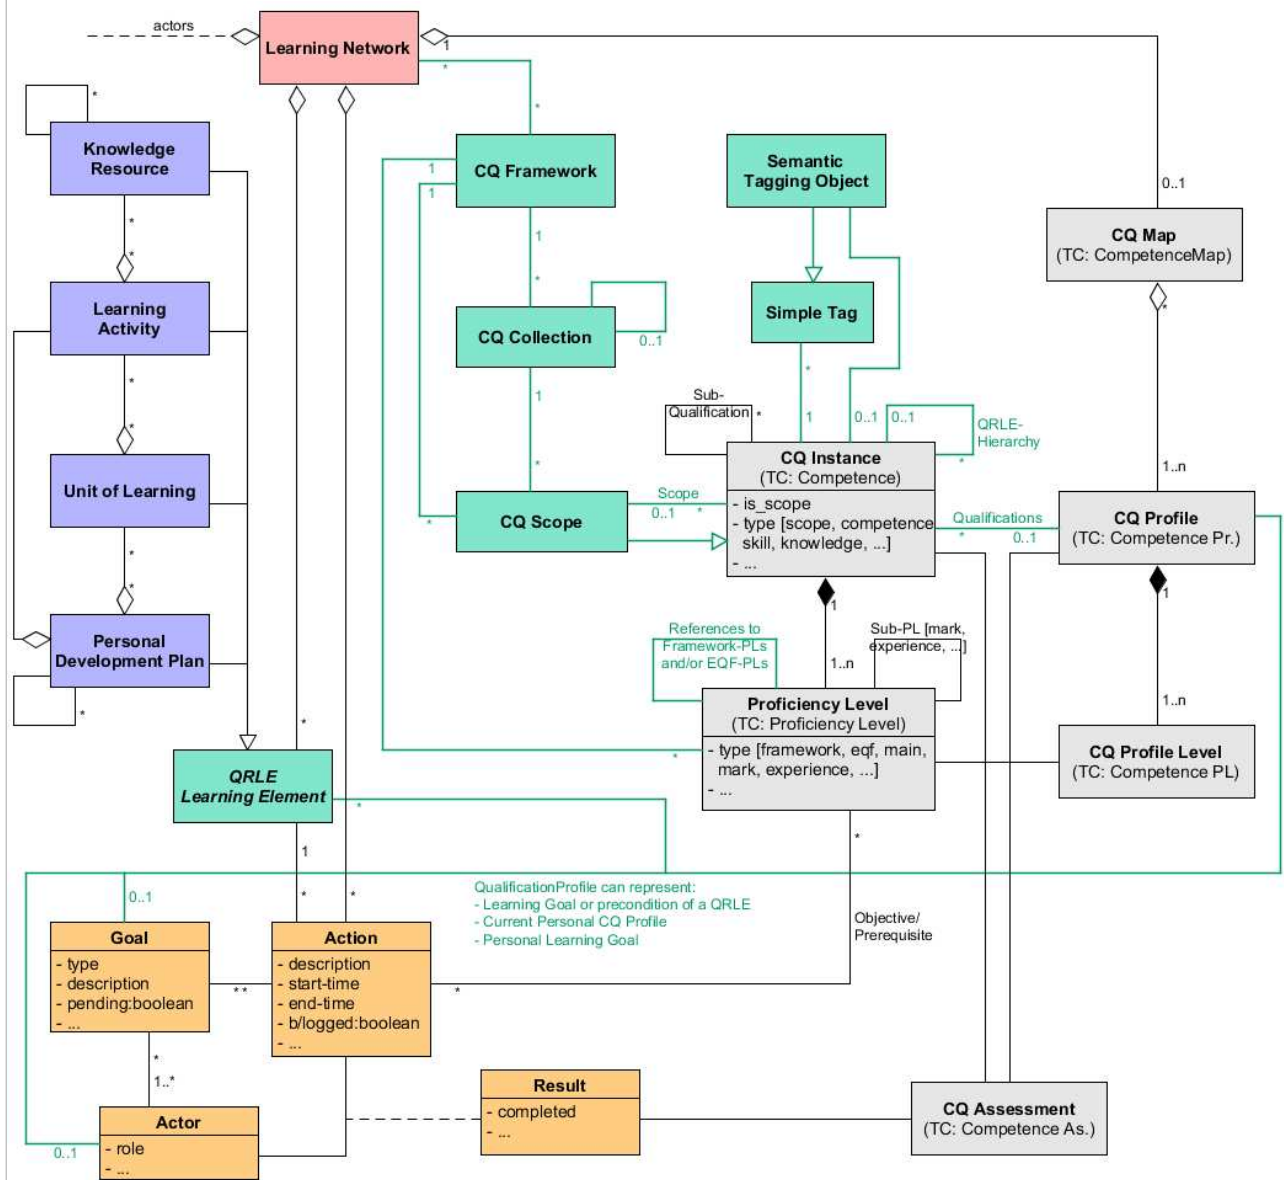 actors
Learning Network
1
*
*
*
Knowledge
Resource
CQ Framework
1
1
Semantic
Tagging Object
0..1
*
*
1
*
CQ Map
(TC: CompetenceMap)
*
Learning
Activity
CQ Collection
0..1
Simple Tag
*
*
1
*
Sub-
Qualification
*
1
0..1
0..1
QRLE-
Hierarchy
*
1..n
Unit of Learning
CQ Scope
*
Scope
0..1
*
CQ Instance
(TC: Competence)
- is_scope
- type [scope, competence
skill, knowledge, ...]
- ...
Qualifications
*
0..1
CQ Profile
(TC: Competence Pr.)
*
*
1
1
Personal
Development Plan
*
References to
Framework-PLs
and/or EQF-PLs
1..n
Sub-PL [mark,
experience, ...]
1..n
*
Proficiency Level
(TC: Proficiency Level)
- type [framework, eqf, main,
mark, experience, ...]
- ...
*
CQ Profile Level
(TC: Competence PL)
QRLE
Learning Element
*
1
*
*
*
0..1
QualificationProfile can represent:
- Learning Goal or precondition of a QRLE
- Current Personal CQ Profile
- Personal Learning Goal
Objective/
Prerequisite
Goal
- type
- description
- pending:boolean
- ...
**
Action
- description
- start-time
- end-time
- b/logged:boolean
- ...
*
*
1..*
Actor
- role
- ...
0..1
Result
- completed
- ...
CQ Assessment
(TC: Competence As.)